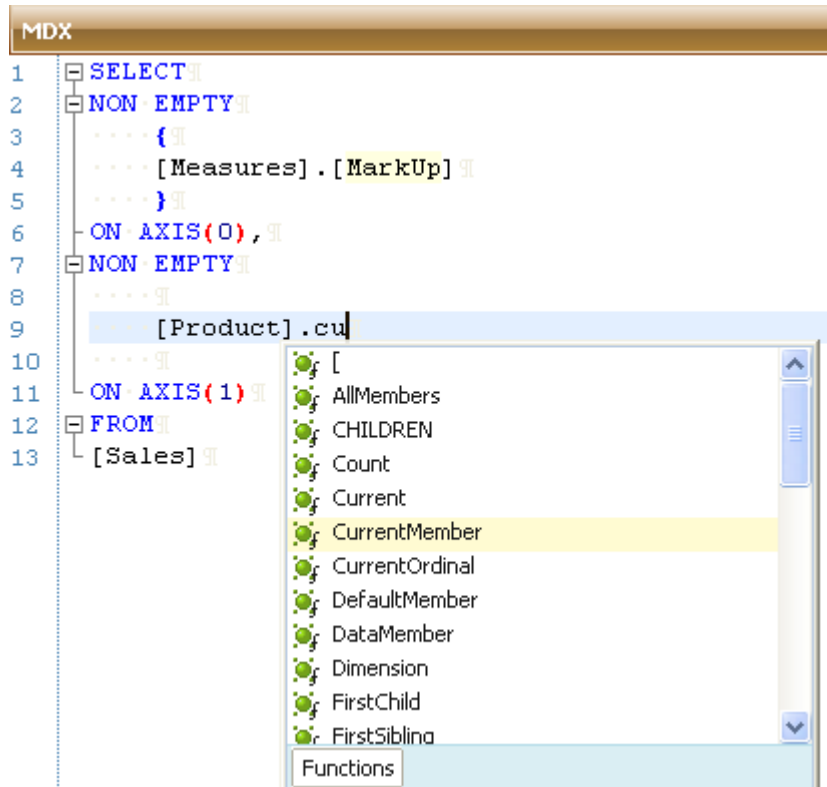 MDX
1 SELECT¶
2 NON EMPTY¶
3 {¶
4 [Measures].[MarkUp]¶
5 }¶
6 ON AXIS(0),¶
7 NON EMPTY¶
8 ¶
9 [Product].cu
10 ¶
11 ON AXIS(1)¶
12 FROM¶
13 [Sales]¶
[
AllMembers
CHILDREN
Count
Current
CurrentMember
CurrentOrdinal
DefaultMember
DataMember
Dimension
FirstChild
FirstSibling
Functions